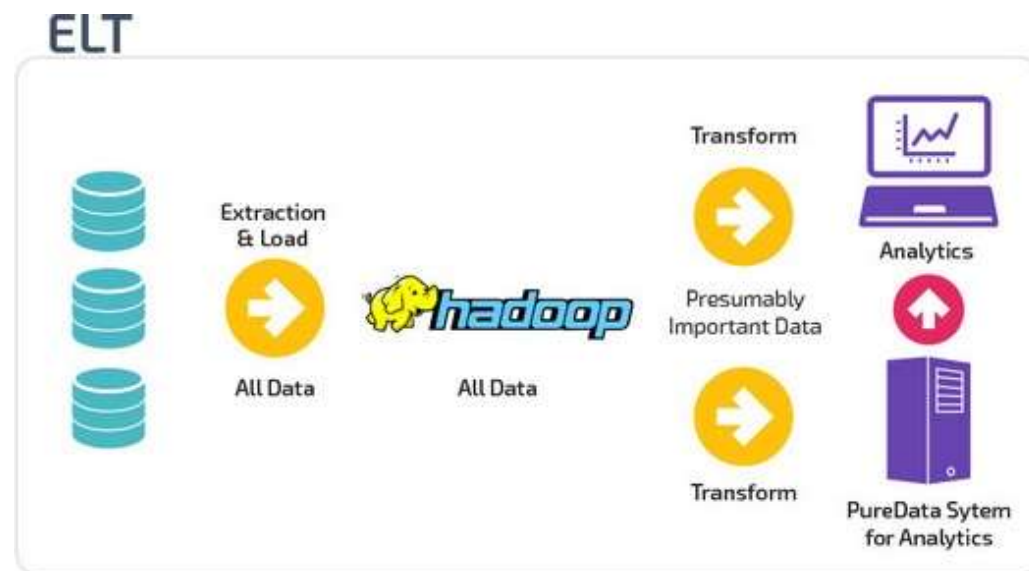 ELT
Extraction
& Load
All Data
hadoop
All Data
Transform
Presumably
Important Data
Transform
Analytics
PureData Sytem
for Analytics